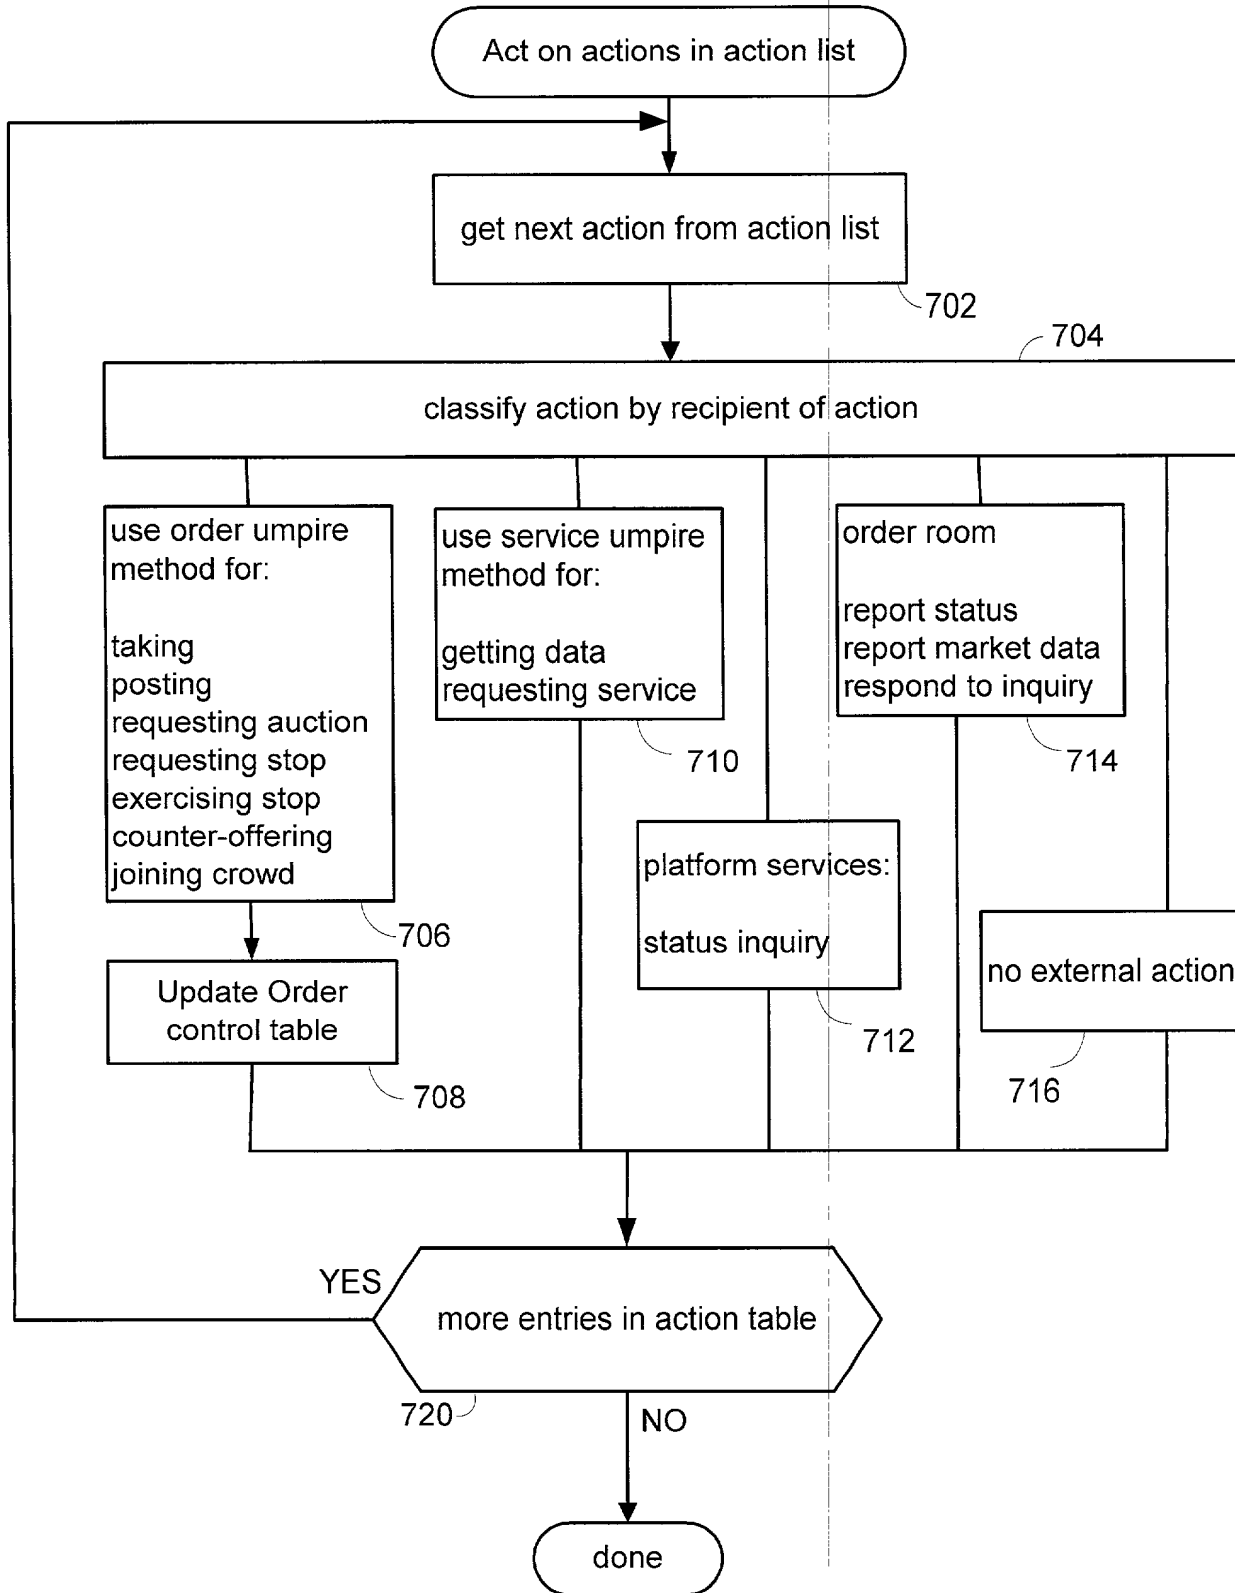 Act on actions in action list
get next action from action list
702
704
classify action by recipient of action
use order umpire
method for:
taking
posting
requesting auction
requesting stop
exercising stop
counter-offering
joining crowd
706
Update Order
control table
708
use service umpire
method for:
getting data
requesting service
710
platform services:
status inquiry
712
order room
report status
report market data
respond to inquiry
714
no external action
716
YES
more entries in action table
720
NO
done